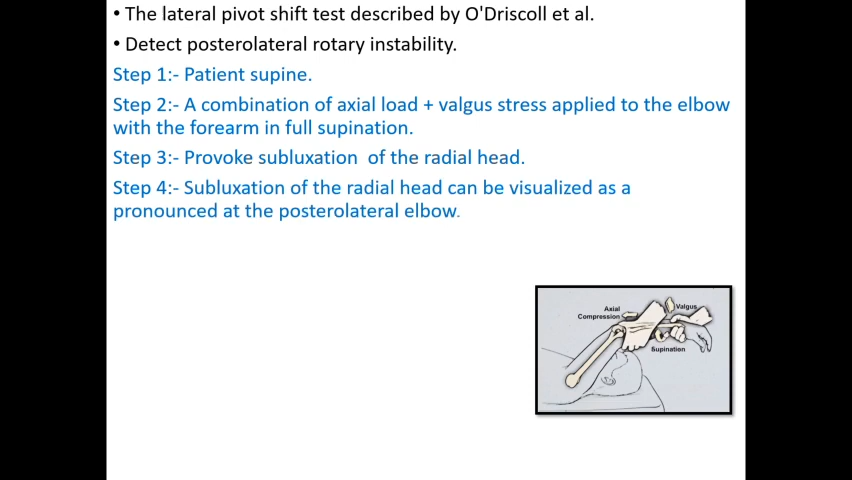 • The lateral pivot shift test described by O'Driscoll et al.
• Detect posterolateral rotary instability.
Step 1:- Patient supine.
Step 2:- A combination of axial load + valgus stress applied to the elbow
with the forearm in full supination.
Step 3:- Provoke subluxation of the radial head.
Step 4:- Subluxation of the radial head can be visualized as a
pronounced at the posterolateral elbow.
Axial
Compression
Valgus
Supination